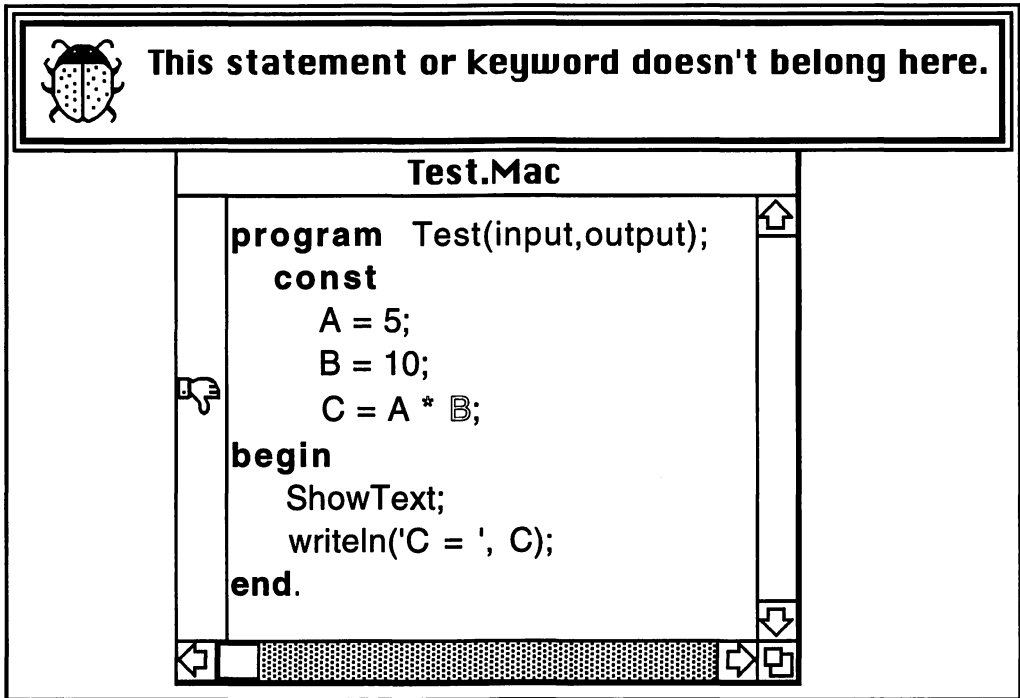 This statement or keyword doesn't belong here.
Test.Mac
program Test(input,output);
const
A = 5;
B = 10;
C = A * B;
begin
ShowText;
writeln('C = ', C);
end.